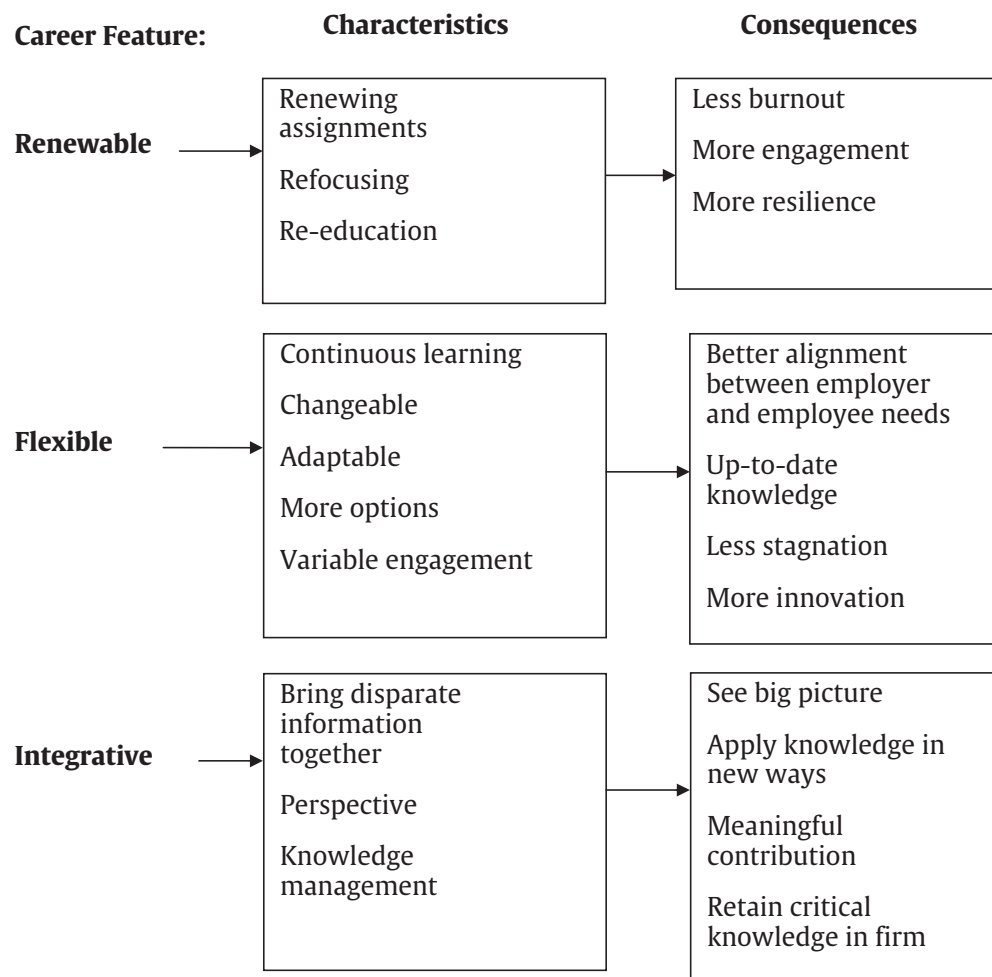 Career Feature:
Characteristics
Consequences
Renewable
Renewing
assignments
Refocusing
Re-education
Less burnout
More engagement
More resilience
Flexible
Continuous learning
Changeable
Adaptable
More options
Variable engagement
Better alignment
between employer
and employee needs
Up-to-date
knowledge
Less stagnation
More innovation
Integrative
Bring disparate
information
together
Perspective
Knowledge
management
See big picture
Apply knowledge in
new ways
Meaningful
contribution
Retain critical
knowledge in firm